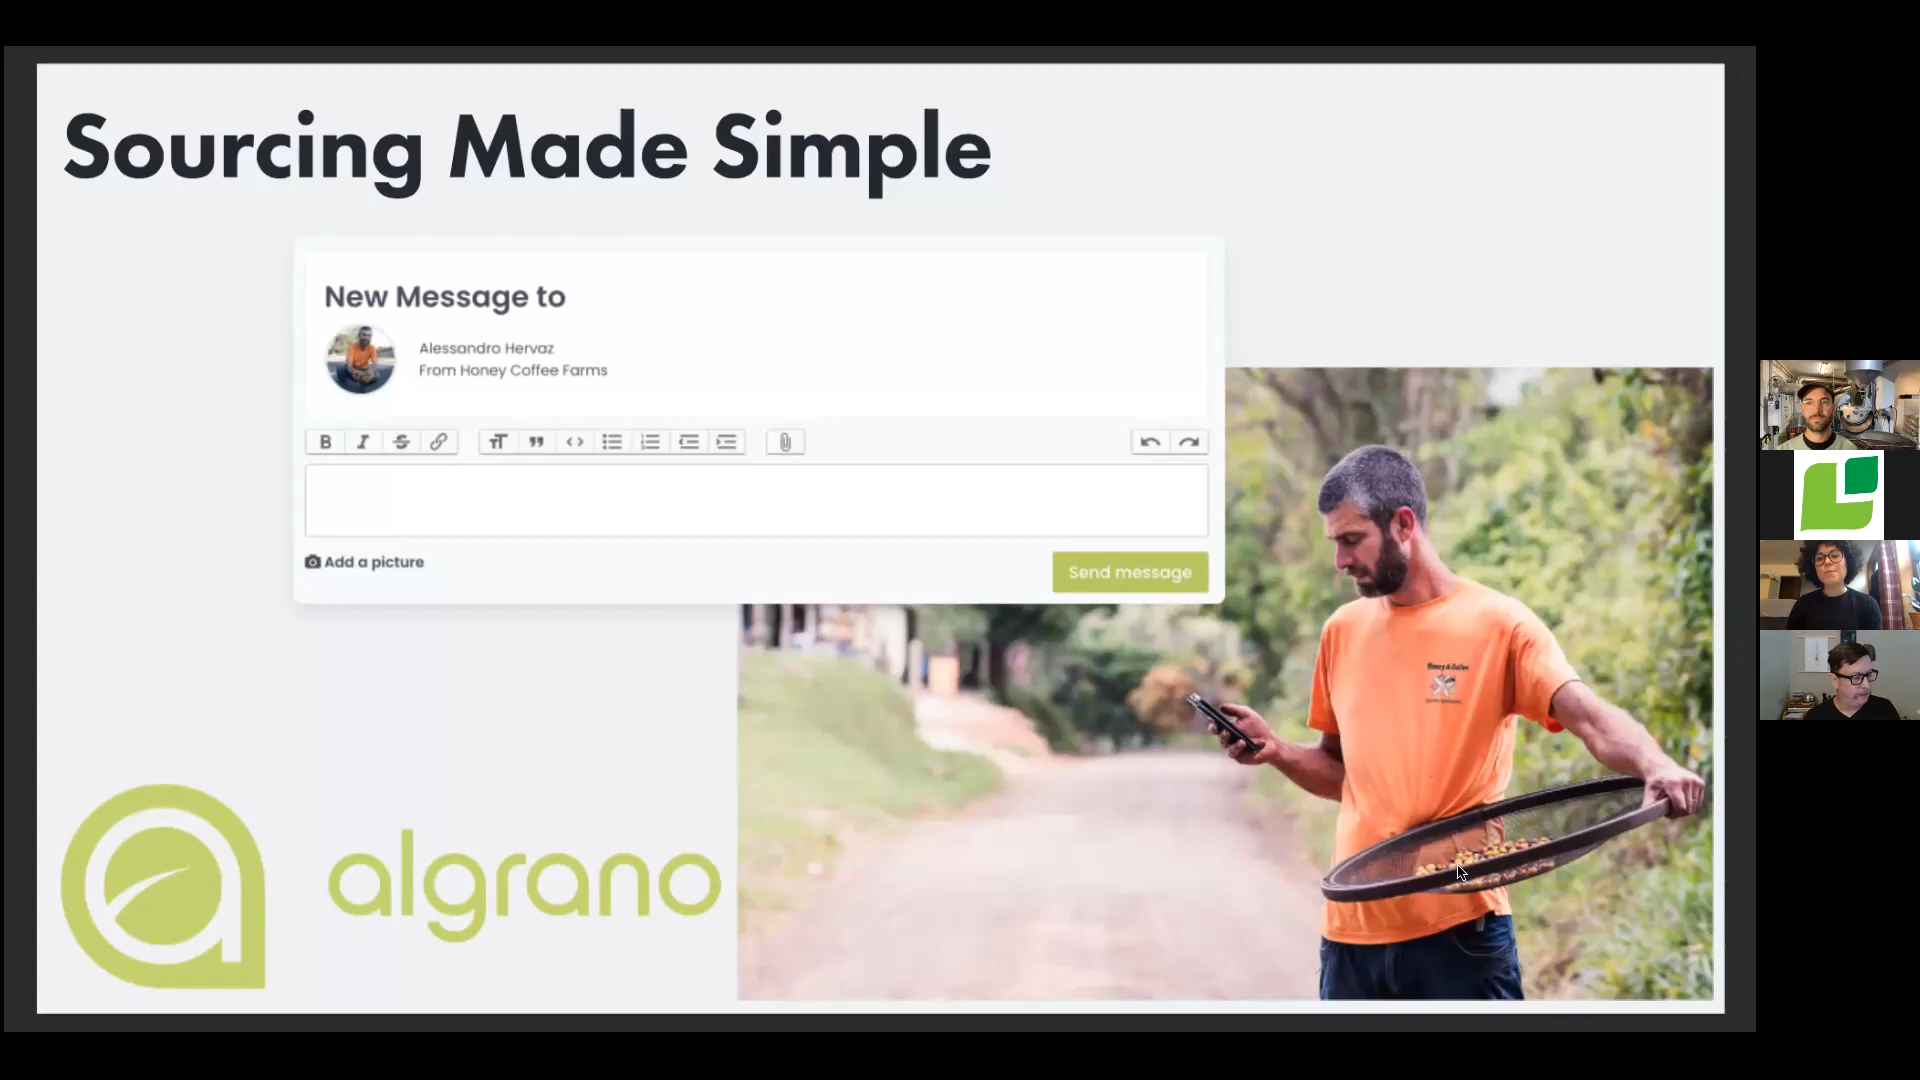 Sourcing Made Simple
New Message to
Alessandro Hervaz
From Honey Coffee Farms
Add a picture
Send message
algrano